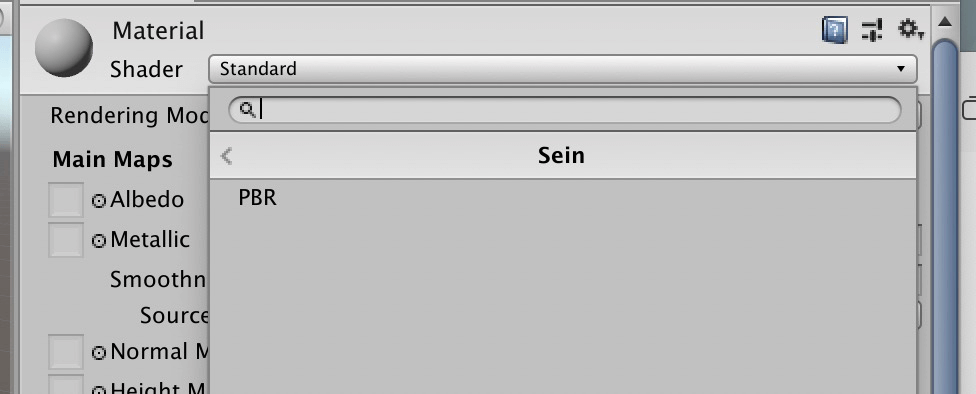 Material
Shader Standard
Rendering Mod
Sein
Main Maps
PBR
Albedo
Metallic
Smoothn
Source
Normal M
Height M